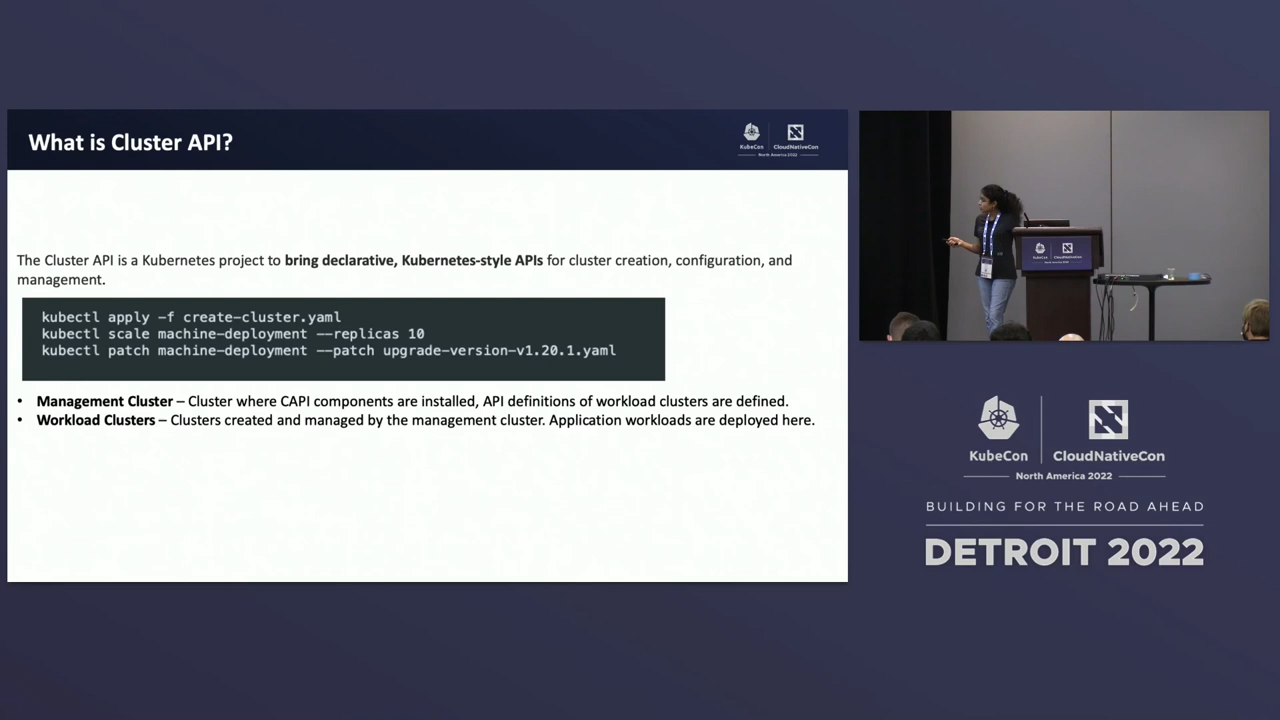 What is Cluster API?
KubeCon
CloudNativeCon
North America 2022
The Cluster API is a Kubernetes project to bring declarative, Kubernetes-style APIs for cluster creation, configuration, and
management.
kubectl apply -f create-cluster.yaml
kubectl scale machine-deployment --replicas 10
kubectl patch machine-deployment --patch upgrade-version-v1.20.1.yaml
• Management Cluster – Cluster where CAPI components are installed, API definitions of workload clusters are defined.
• Workload Clusters – Clusters created and managed by the management cluster. Application workloads are deployed here.
KubeCon
CloudNativeCon
North America 2022
BUILDING FOR THE ROAD AHEAD
DETROIT 2022